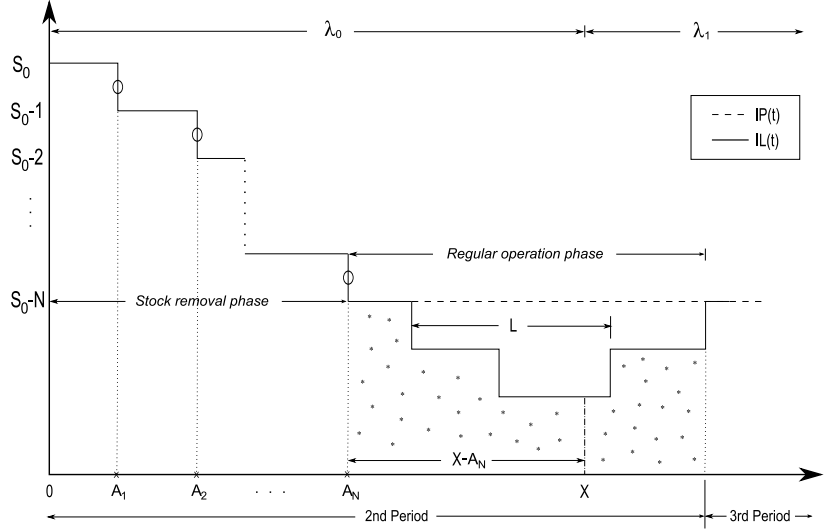 λ0 λ1
S0
S0-1
S0-2
. . .
S0-N
IP(t)
IL(t)
Regular operation phase
Stock removal phase
L
X-AN
0 A1 A2 . . . AN X
2nd Period 3rd Period